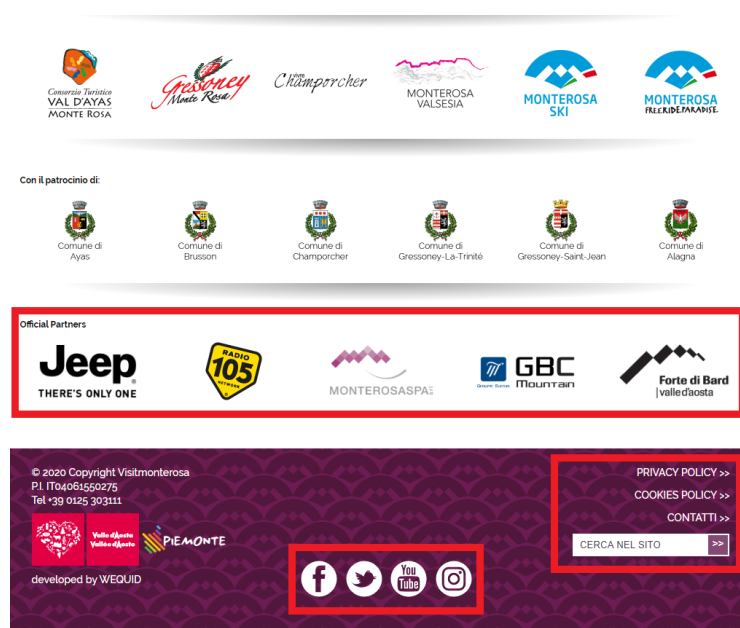 Consorzio Turistico
VAL D'AYAS
MONTE ROSA
Gressoney
Monte Rosa
vivre
Champorcher
MONTEROSA
VALSESIA
MONTEROSA
SKI
MONTEROSA
FREERIDEPARADISE.
Con il patrocinio di:
Comune di
Ayas
Comune di
Brusson
Comune di
Champorcher
Comune di
Gressoney-La-Trinité
Comune di
Gressoney-Saint-Jean
Comune di
Alagna
Official Partners
Jeep
THERE'S ONLY ONE
RADIO
105
NETWORK
MONTEROSASPA
GBC
Mountain
Forte di Bard
|valled'aosta
© 2020 Copyright Visitmonterosa
P.I. IT04061550275
Tel +39 0125 303111
Valle d'Aosta
Vallée d'Aoste
PIEMONTE
developed by WEQUID
You
Tube
PRIVACY POLICY >>
COOKIES POLICY >>
CONTATTI >>
CERCA NEL SITO >>